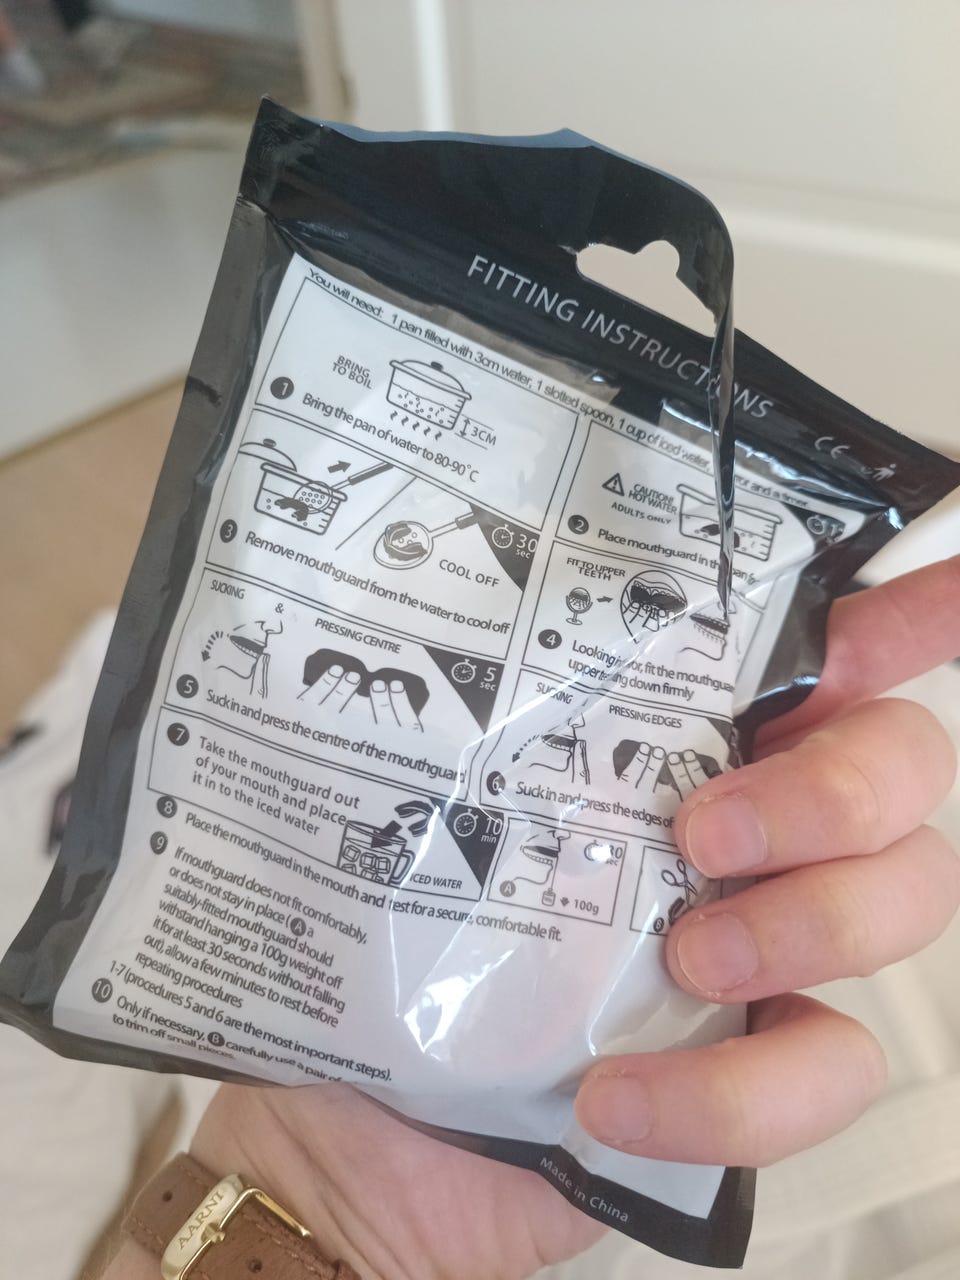 FITTING INSTRUCTIONS
CE
You will need: 1 pan filled with 3cm water, 1 slotted spoon, 1 cup of iced water, and a timer
BRING
TO BOIL
3CM
1 Bring the pan of water to 80-90°C
CAUTION!
HOT WATER
ADULTS ONLY
2 Place mouthguard in the pan
30
sec
COOL OFF
3 Remove mouthguard from the water to cool off
FIT TO UPPER
TEETH
4 Looking in, fit the mouthguard
upper down firmly
SUCKING
&
PRESSING CENTRE
5
sec
5 Suck in and press the centre of the mouthguard
SUCKING
PRESSING EDGES
6 Suck in and press the edges of
7 Take the mouthguard out
of your mouth and place
it in to the iced water
10
min
ICED WATER
8 Place the mouthguard in the mouth and test for a secure, comfortable fit.
A
sec
100g
B
9 If mouthguard does not fit comfortably,
or does not stay in place (A a
suitably-fitted mouthguard should
withstand hanging a 100g weight off
it for at least 30 seconds without falling
out), allow a few minutes to rest before
repeating procedures
1-7 (procedures 5 and 6 are the most important steps).
10 Only if necessary, B carefully use a pair of
to trim off small pieces.
Made in China
AARNI